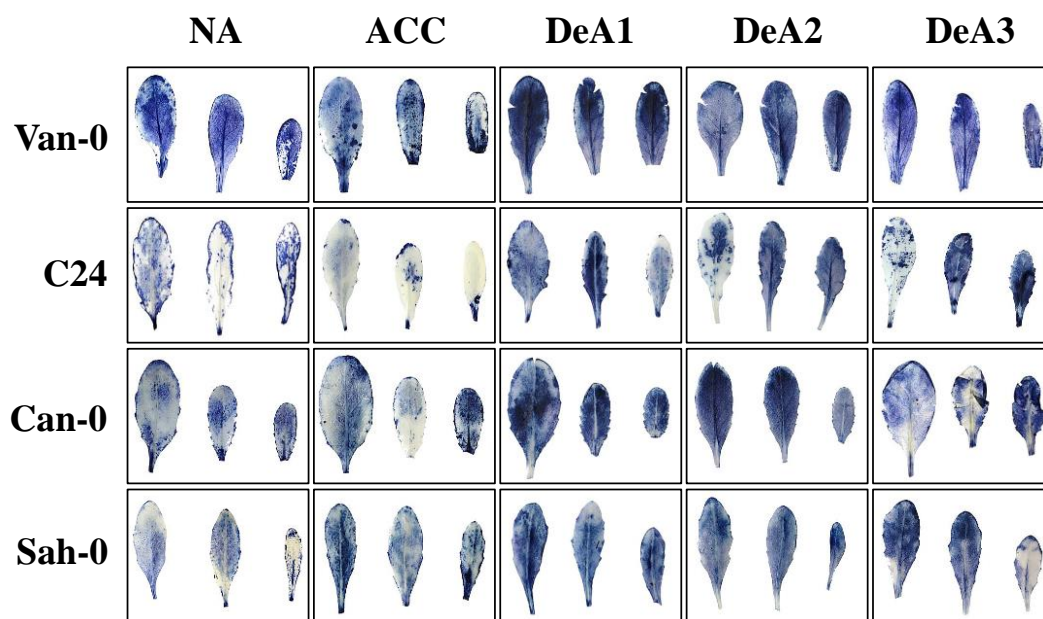 NA ACC DeA1 DeA2 DeA3
Van-0
C24
Can-0
Sah-0